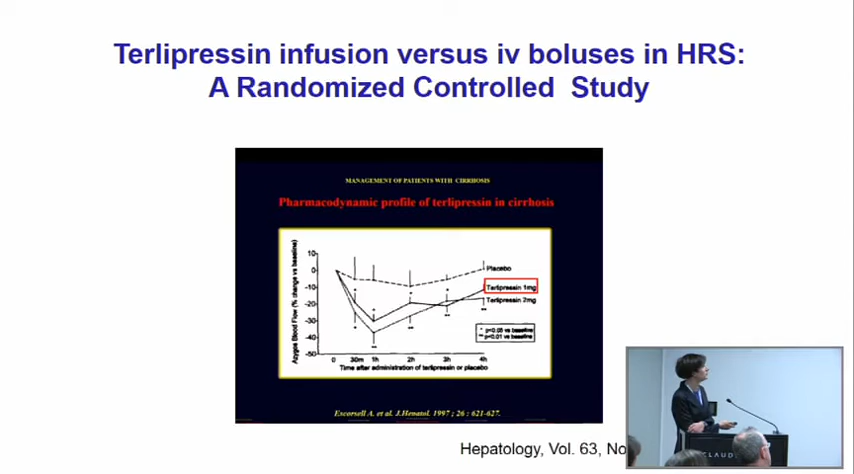 Terlipressin infusion versus iv boluses in HRS:
A Randomized Controlled Study
MANAGEMENT OF PATIENTS WITH CIRRHOSIS
Pharmacodynamic profile of terlipressin in cirrhosis
Azygos Blood Flow (% change vs baseline)
10
0
-10
-20
-30
-40
-50
Placebo
Terlipressin 1mg
Terlipressin 2mg
* p<0.05 vs baseline
** p<0.01 vs baseline
0 30m 1h 2h 3h 4h
Time after administration of terlipressin or placebo
Escorsell A. et al. J.Hepatol. 1997 ; 26 : 621-627.
Hepatology, Vol. 63, No
CLAUD